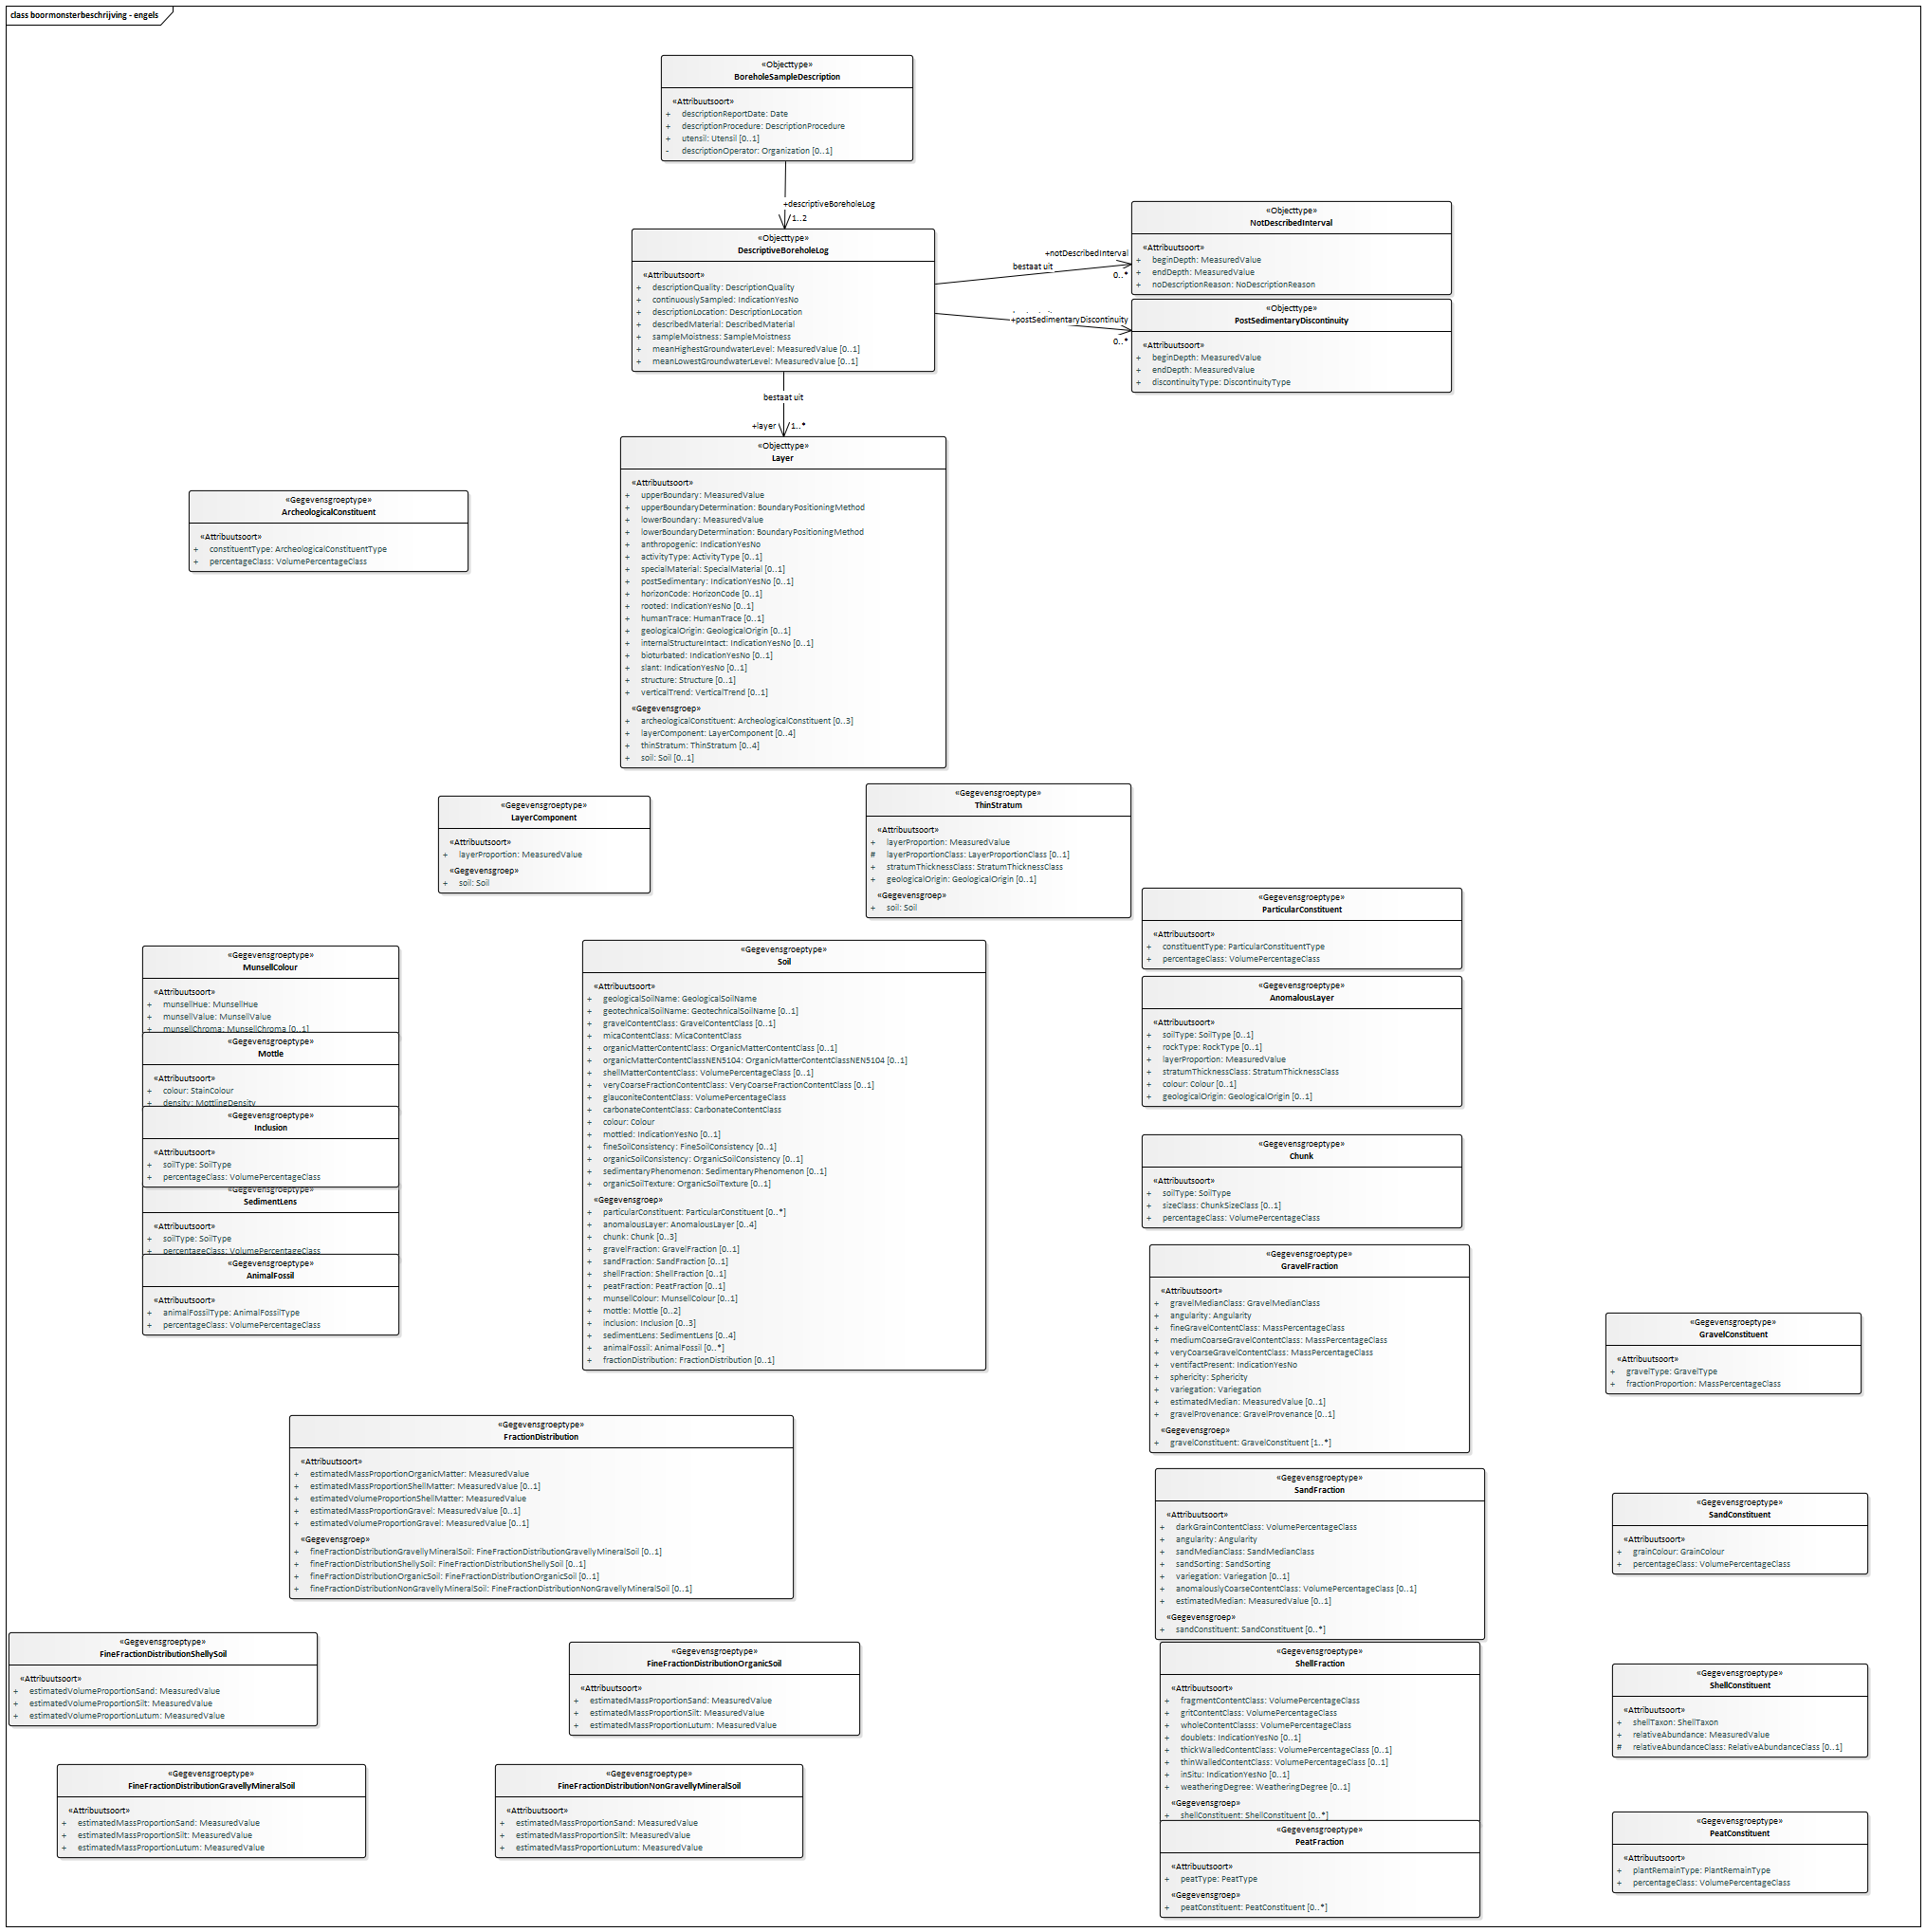 class boormonsterbeschrijving - engels
«Objecttype»
BoreholeSampleDescription
«Attribuutsoort»
+ descriptionReportDate: Date
+ descriptionProcedure: DescriptionProcedure
+ utensil: Utensil [0..1]
- descriptionOperator: Organization [0..1]
+descriptiveBoreholeLog
1..2
«Objecttype»
DescriptiveBoreholeLog
«Attribuutsoort»
+ descriptionQuality: DescriptionQuality
+ continuouslySampled: IndicationYesNo
+ descriptionLocation: DescriptionLocation
+ describedMaterial: DescribedMaterial
+ sampleMoistness: SampleMoistness
+ meanHighestGroundwaterLevel: MeasuredValue [0..1]
+ meanLowestGroundwaterLevel: MeasuredValue [0..1]
+notDescribedInterval
bestaat uit
0..*
«Objecttype»
NotDescribedInterval
«Attribuutsoort»
+ beginDepth: MeasuredValue
+ endDepth: MeasuredValue
+ noDescriptionReason: NoDescriptionReason
+postSedimentaryDiscontinuity
0..*
«Objecttype»
PostSedimentaryDiscontinuity
«Attribuutsoort»
+ beginDepth: MeasuredValue
+ endDepth: MeasuredValue
+ discontinuityType: DiscontinuityType
bestaat uit
+layer 1..*
«Objecttype»
Layer
«Attribuutsoort»
+ upperBoundary: MeasuredValue
+ upperBoundaryDetermination: BoundaryPositioningMethod
+ lowerBoundary: MeasuredValue
+ lowerBoundaryDetermination: BoundaryPositioningMethod
+ anthropogenic: IndicationYesNo
+ activityType: ActivityType [0..1]
+ specialMaterial: SpecialMaterial [0..1]
+ postSedimentary: IndicationYesNo [0..1]
+ horizonCode: HorizonCode [0..1]
+ rooted: IndicationYesNo [0..1]
+ humanTrace: HumanTrace [0..1]
+ geologicalOrigin: GeologicalOrigin [0..1]
+ internalStructureIntact: IndicationYesNo [0..1]
+ bioturbated: IndicationYesNo [0..1]
+ slant: IndicationYesNo [0..1]
+ structure: Structure [0..1]
+ verticalTrend: VerticalTrend [0..1]
«Gegevensgroep»
+ archeologicalConstituent: ArcheologicalConstituent [0..3]
+ layerComponent: LayerComponent [0..4]
+ thinStratum: ThinStratum [0..4]
+ soil: Soil [0..1]
«Gegevensgroeptype»
ArcheologicalConstituent
«Attribuutsoort»
+ constituentType: ArcheologicalConstituentType
+ percentageClass: VolumePercentageClass
«Gegevensgroeptype»
LayerComponent
«Attribuutsoort»
+ layerProportion: MeasuredValue
«Gegevensgroep»
+ soil: Soil
«Gegevensgroeptype»
ThinStratum
«Attribuutsoort»
+ layerProportion: MeasuredValue
# layerProportionClass: LayerProportionClass [0..1]
+ stratumThicknessClass: StratumThicknessClass
+ geologicalOrigin: GeologicalOrigin [0..1]
«Gegevensgroep»
+ soil: Soil
«Gegevensgroeptype»
MunsellColour
«Attribuutsoort»
+ munsellHue: MunsellHue
+ munsellValue: MunsellValue
+ munsellChroma: MunsellChroma [0..1]
«Gegevensgroeptype»
Mottle
«Attribuutsoort»
+ colour: StainColour
+ density: MottlingDensity
«Gegevensgroeptype»
Inclusion
«Attribuutsoort»
+ soilType: SoilType
+ percentageClass: VolumePercentageClass
«Gegevensgroeptype»
SedimentLens
«Attribuutsoort»
+ soilType: SoilType
+ percentageClass: VolumePercentageClass
«Gegevensgroeptype»
AnimalFossil
«Attribuutsoort»
+ animalFossilType: AnimalFossilType
+ percentageClass: VolumePercentageClass
«Gegevensgroeptype»
Soil
«Attribuutsoort»
+ geologicalSoilName: GeologicalSoilName
+ geotechnicalSoilName: GeotechnicalSoilName [0..1]
+ gravelContentClass: GravelContentClass [0..1]
+ micaContentClass: MicaContentClass
+ organicMatterContentClass: OrganicMatterContentClass [0..1]
+ organicMatterContentClassNEN5104: OrganicMatterContentClassNEN5104 [0..1]
+ shellMatterContentClass: VolumePercentageClass [0..1]
+ veryCoarseFractionContentClass: VeryCoarseFractionContentClass [0..1]
+ glauconiteContentClass: VolumePercentageClass
+ carbonateContentClass: CarbonateContentClass
+ colour: Colour
+ mottled: IndicationYesNo [0..1]
+ fineSoilConsistency: FineSoilConsistency [0..1]
+ organicSoilConsistency: OrganicSoilConsistency [0..1]
+ sedimentaryPhenomenon: SedimentaryPhenomenon [0..1]
+ organicSoilTexture: OrganicSoilTexture [0..1]
«Gegevensgroep»
+ particularConstituent: ParticularConstituent [0..*]
+ anomalousLayer: AnomalousLayer [0..4]
+ chunk: Chunk [0..3]
+ gravelFraction: GravelFraction [0..1]
+ sandFraction: SandFraction [0..1]
+ shellFraction: ShellFraction [0..1]
+ peatFraction: PeatFraction [0..1]
+ munsellColour: MunsellColour [0..1]
+ mottle: Mottle [0..2]
+ inclusion: Inclusion [0..3]
+ sedimentLens: SedimentLens [0..4]
+ animalFossil: AnimalFossil [0..*]
+ fractionDistribution: FractionDistribution [0..1]
«Gegevensgroeptype»
ParticularConstituent
«Attribuutsoort»
+ constituentType: ParticularConstituentType
+ percentageClass: VolumePercentageClass
«Gegevensgroeptype»
AnomalousLayer
«Attribuutsoort»
+ soilType: SoilType [0..1]
+ rockType: RockType [0..1]
+ layerProportion: MeasuredValue
+ stratumThicknessClass: StratumThicknessClass
+ colour: Colour [0..1]
+ geologicalOrigin: GeologicalOrigin [0..1]
«Gegevensgroeptype»
Chunk
«Attribuutsoort»
+ soilType: SoilType
+ sizeClass: ChunkSizeClass [0..1]
+ percentageClass: VolumePercentageClass
«Gegevensgroeptype»
GravelFraction
«Attribuutsoort»
+ gravelMedianClass: GravelMedianClass
+ angularity: Angularity
+ fineGravelContentClass: MassPercentageClass
+ mediumCoarseGravelContentClass: MassPercentageClass
+ veryCoarseGravelContentClass: MassPercentageClass
+ ventifactPresent: IndicationYesNo
+ sphericity: Sphericity
+ variegation: Variegation
+ estimatedMedian: MeasuredValue [0..1]
+ gravelProvenance: GravelProvenance [0..1]
«Gegevensgroep»
+ gravelConstituent: GravelConstituent [1..*]
«Gegevensgroeptype»
GravelConstituent
«Attribuutsoort»
+ gravelType: GravelType
+ fractionProportion: MassPercentageClass
«Gegevensgroeptype»
FractionDistribution
«Attribuutsoort»
+ estimatedMassProportionOrganicMatter: MeasuredValue
+ estimatedMassProportionShellMatter: MeasuredValue [0..1]
+ estimatedVolumeProportionShellMatter: MeasuredValue
+ estimatedMassProportionGravel: MeasuredValue [0..1]
+ estimatedVolumeProportionGravel: MeasuredValue [0..1]
«Gegevensgroep»
+ fineFractionDistributionGravellyMineralSoil: FineFractionDistributionGravellyMineralSoil [0..1]
+ fineFractionDistributionShellySoil: FineFractionDistributionShellySoil [0..1]
+ fineFractionDistributionOrganicSoil: FineFractionDistributionOrganicSoil [0..1]
+ fineFractionDistributionNonGravellyMineralSoil: FineFractionDistributionNonGravellyMineralSoil [0..1]
«Gegevensgroeptype»
SandFraction
«Attribuutsoort»
+ darkGrainContentClass: VolumePercentageClass
+ angularity: Angularity
+ sandMedianClass: SandMedianClass
+ sandSorting: SandSorting
+ variegation: Variegation [0..1]
+ anomalouslyCoarseContentClass: VolumePercentageClass [0..1]
+ estimatedMedian: MeasuredValue [0..1]
«Gegevensgroep»
+ sandConstituent: SandConstituent [0..*]
«Gegevensgroeptype»
SandConstituent
«Attribuutsoort»
+ grainColour: GrainColour
+ percentageClass: VolumePercentageClass
«Gegevensgroeptype»
FineFractionDistributionShellySoil
«Attribuutsoort»
+ estimatedVolumeProportionSand: MeasuredValue
+ estimatedVolumeProportionSilt: MeasuredValue
+ estimatedVolumeProportionLutum: MeasuredValue
«Gegevensgroeptype»
FineFractionDistributionOrganicSoil
«Attribuutsoort»
+ estimatedMassProportionSand: MeasuredValue
+ estimatedMassProportionSilt: MeasuredValue
+ estimatedMassProportionLutum: MeasuredValue
«Gegevensgroeptype»
ShellFraction
«Attribuutsoort»
+ fragmentContentClass: VolumePercentageClass
+ gritContentClass: VolumePercentageClass
+ wholeContentClasss: VolumePercentageClass
+ doublets: IndicationYesNo [0..1]
+ thickWalledContentClass: VolumePercentageClass [0..1]
+ thinWalledContentClass: VolumePercentageClass [0..1]
+ inSitu: IndicationYesNo [0..1]
+ weatheringDegree: WeatheringDegree [0..1]
«Gegevensgroep»
+ shellConstituent: ShellConstituent [0..*]
«Gegevensgroeptype»
ShellConstituent
«Attribuutsoort»
+ shellTaxon: ShellTaxon
+ relativeAbundance: MeasuredValue
# relativeAbundanceClass: RelativeAbundanceClass [0..1]
«Gegevensgroeptype»
FineFractionDistributionGravellyMineralSoil
«Attribuutsoort»
+ estimatedMassProportionSand: MeasuredValue
+ estimatedMassProportionSilt: MeasuredValue
+ estimatedMassProportionLutum: MeasuredValue
«Gegevensgroeptype»
FineFractionDistributionNonGravellyMineralSoil
«Attribuutsoort»
+ estimatedMassProportionSand: MeasuredValue
+ estimatedMassProportionSilt: MeasuredValue
+ estimatedMassProportionLutum: MeasuredValue
«Gegevensgroeptype»
PeatFraction
«Attribuutsoort»
+ peatType: PeatType
«Gegevensgroep»
+ peatConstituent: PeatConstituent [0..*]
«Gegevensgroeptype»
PeatConstituent
«Attribuutsoort»
+ plantRemainType: PlantRemainType
+ percentageClass: VolumePercentageClass